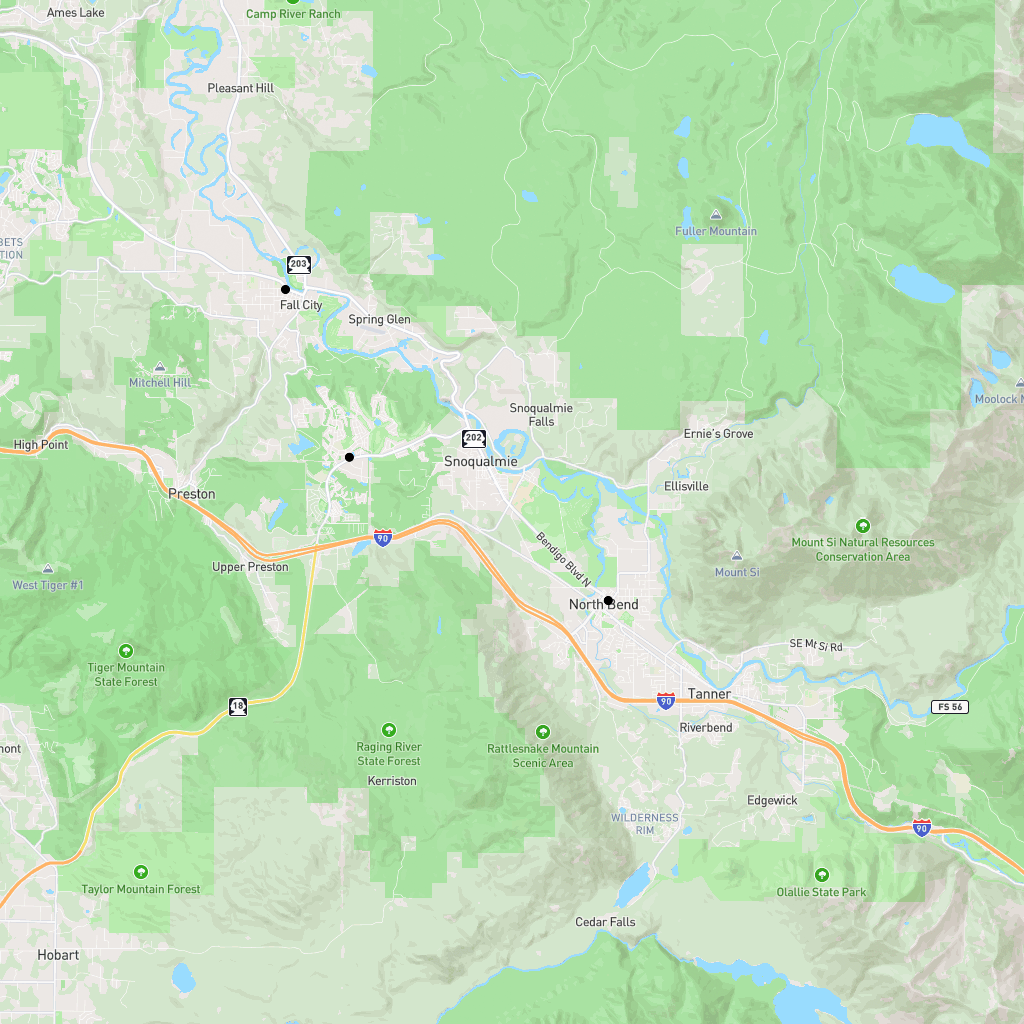 Ames Lake
Camp River Ranch
Pleasant Hill
Fuller Mountain
BETS
TION
203
Fall City
Spring Glen
Mitchell Hill
Moolock M
Snoqualmie
Falls
High Point
202
Ernie's Grove
Snoqualmie
Preston
Ellisville
90
Mount Si Natural Resources
Conservation Area
Bendigo Blvd N
Upper Preston
West Tiger #1
Mount Si
North Bend
SE Mt Si Rd
Tiger Mountain
State Forest
Tanner
90
18
FS 56
Riverbend
mont
Raging River
State Forest
Rattlesnake Mountain
Scenic Area
Kerriston
Edgewick
WILDERNESS
RIM
90
Taylor Mountain Forest
Olallie State Park
Cedar Falls
Hobart